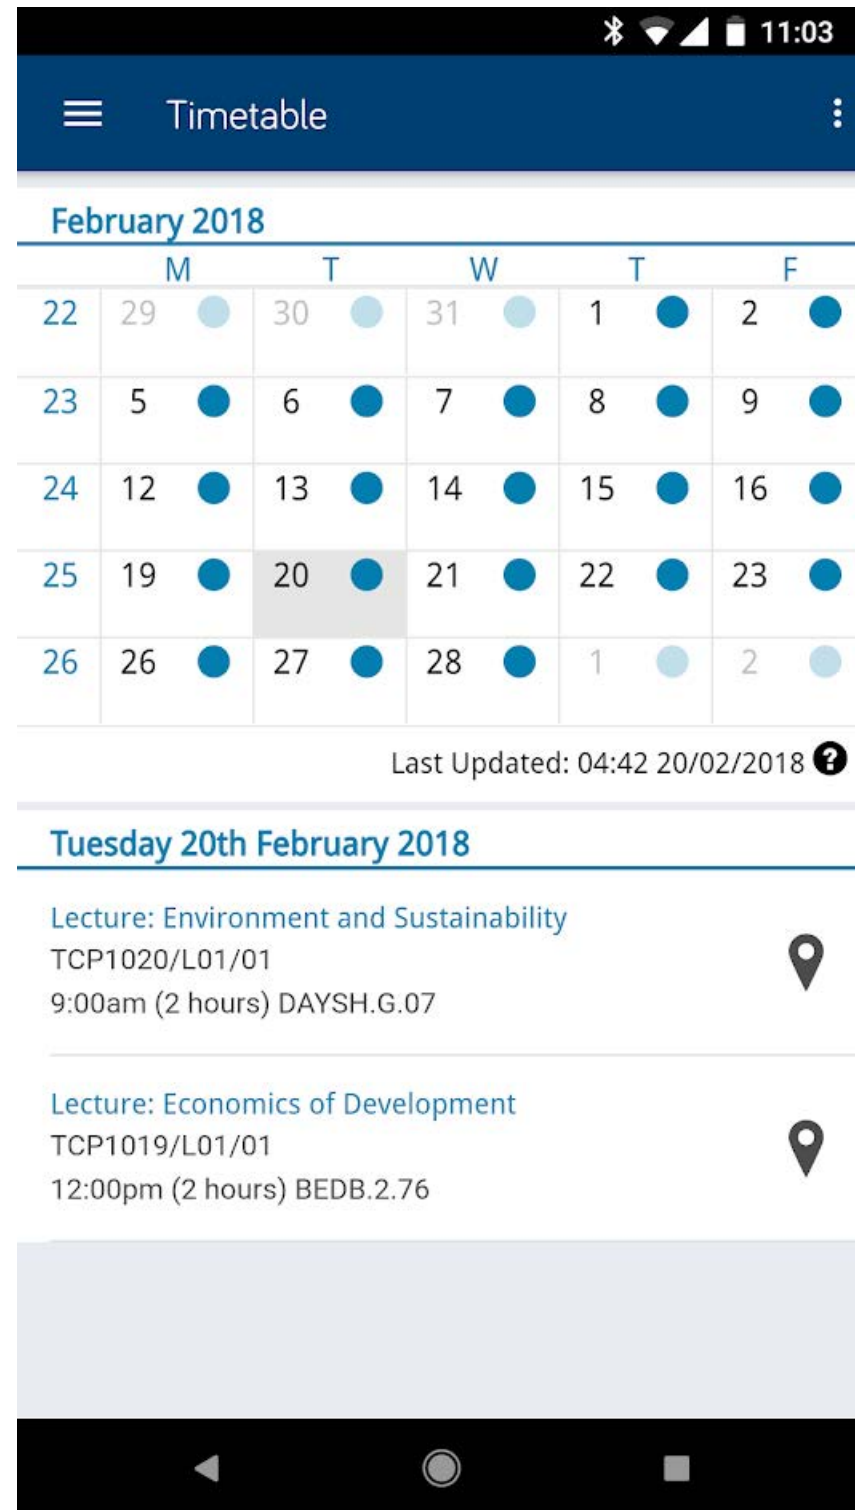 11:03
Timetable
February 2018
M T W T F
22 29 30 31 1 2
23 5 6 7 8 9
24 12 13 14 15 16
25 19 20 21 22 23
26 26 27 28 1 2
Last Updated: 04:42 20/02/2018 ?
Tuesday 20th February 2018
Lecture: Environment and Sustainability
TCP1020/L01/01
9:00am (2 hours) DAYSH.G.07
Lecture: Economics of Development
TCP1019/L01/01
12:00pm (2 hours) BEDB.2.76